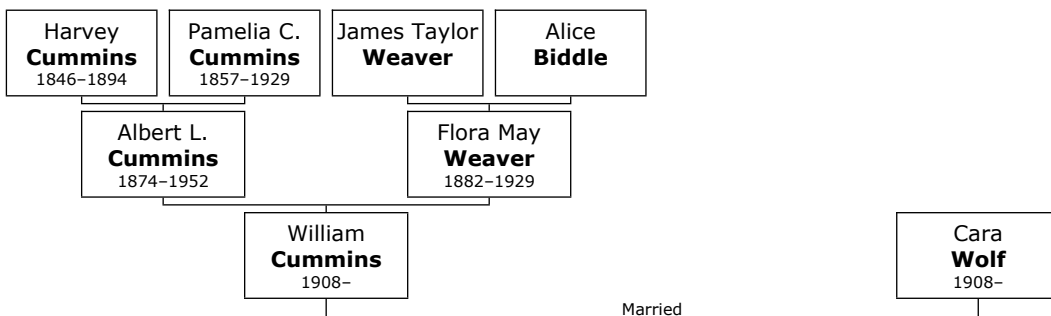 Harvey
Cummins
1846–1894
Pamelia C.
Cummins
1857–1929
James Taylor
Weaver
Alice
Biddle
Albert L.
Cummins
1874–1952
Flora May
Weaver
1882–1929
William
Cummins
1908–
Cara
Wolf
1908–
Married